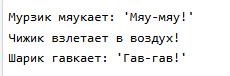 Мурзик мяукает: 'Мяу-мяу!'
Чижик взлетает в воздух!
Шарик гавкает: 'Гав-гав!'